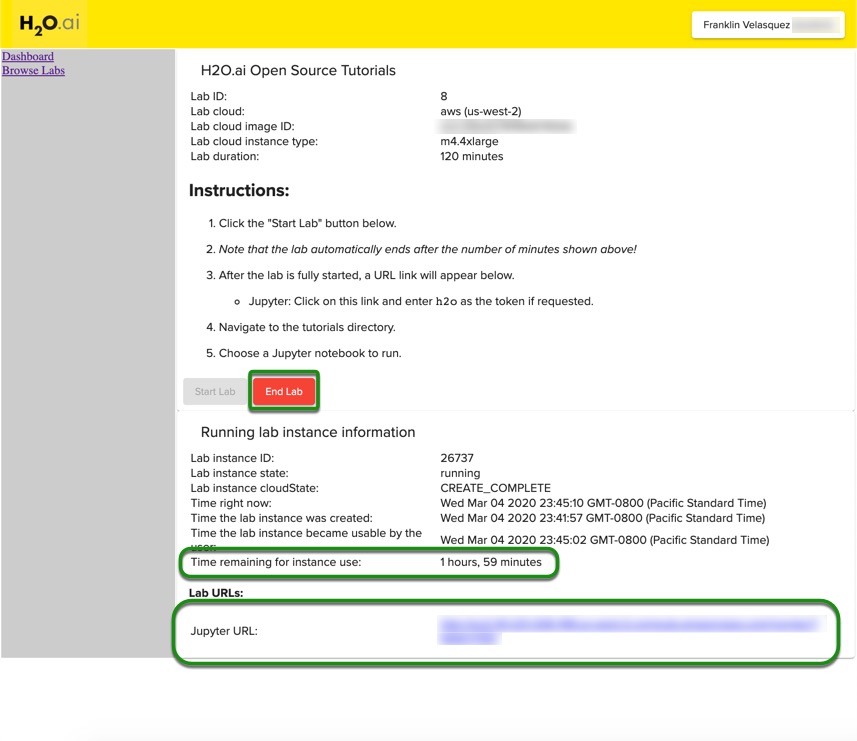 H2O.ai
Franklin Velasquez
Dashboard
Browse Labs
H2O.ai Open Source Tutorials
Lab ID: 8
Lab cloud: aws (us-west-2)
Lab cloud image ID:
Lab cloud instance type: m4.4xlarge
Lab duration: 120 minutes
Instructions:
1. Click the "Start Lab" button below.
2. Note that the lab automatically ends after the number of minutes shown above!
3. After the lab is fully started, a URL link will appear below.
Jupyter: Click on this link and enter h2o as the token if requested.
4. Navigate to the tutorials directory.
5. Choose a Jupyter notebook to run.
Start Lab End Lab
Running lab instance information
Lab instance ID: 26737
Lab instance state: running
Lab instance cloudState: CREATE_COMPLETE
Time right now: Wed Mar 04 2020 23:45:10 GMT-0800 (Pacific Standard Time)
Time the lab instance was created: Wed Mar 04 2020 23:41:57 GMT-0800 (Pacific Standard Time)
Time the lab instance became usable by the
user: Wed Mar 04 2020 23:45:02 GMT-0800 (Pacific Standard Time)
Time remaining for instance use: 1 hours, 59 minutes
Lab URLs:
Jupyter URL: